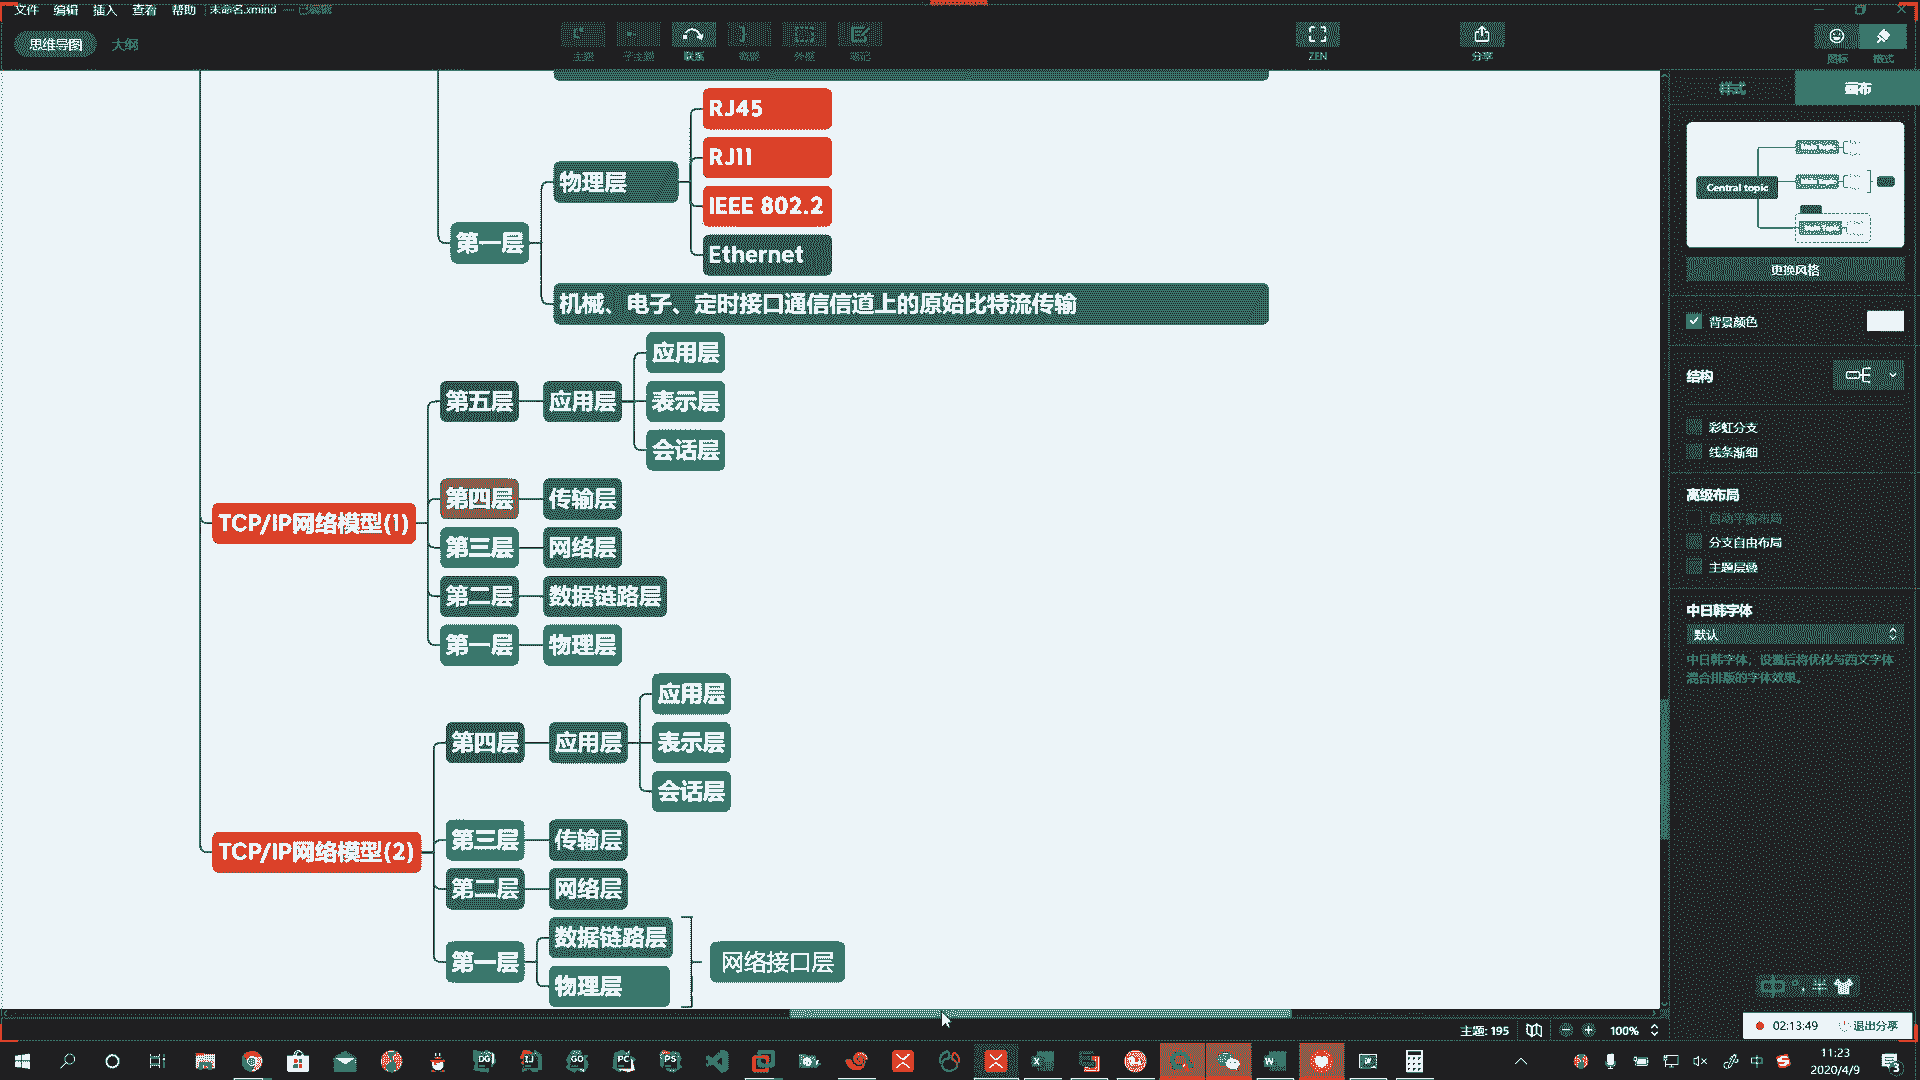 文件 编辑 插入 查看 帮助 未命名.xmind — 已编辑
思维导图 大纲
主题 子主题 联系 概要 外框 笔记 ZEN 分享 图标 格式
样式 画布
Central topic
更换风格
背景颜色
结构
彩虹分支
线条渐细
高级布局
自动平衡布局
分支自由布局
主题层叠
中日韩字体
默认
中日韩字体，设置后将优化与西文字体
混合排版的字体效果。
RJ45
RJ11
物理层
IEEE 802.2
第一层
Ethernet
机械、电子、定时接口通信信道上的原始比特流传输
应用层
第五层 应用层 表示层
会话层
第四层 传输层
TCP/IP网络模型(1)
第三层 网络层
第二层 数据链路层
第一层 物理层
应用层
第四层 应用层 表示层
会话层
第三层 传输层
TCP/IP网络模型(2)
第二层 网络层
数据链路层
第一层 网络接口层
物理层
中 半
主题: 195 100%
02:13:49 退出分享
DG IJ GO PC PS
中
11:23
2020/4/9
3